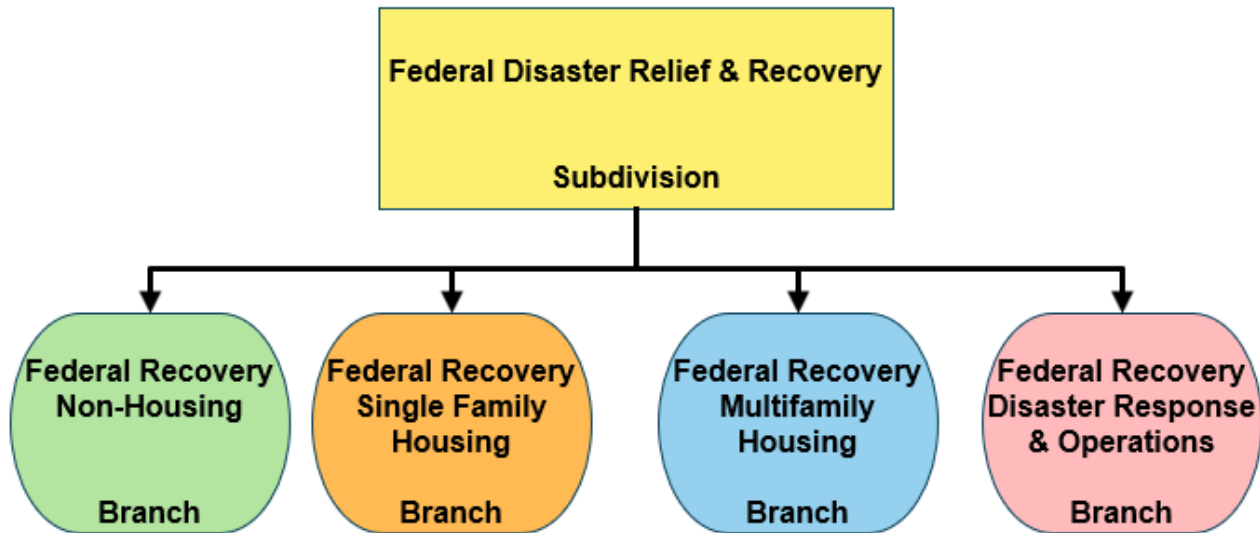 Federal Disaster Relief & Recovery
Subdivision
Federal Recovery
Non-Housing
Branch
Federal Recovery
Single Family
Housing
Branch
Federal Recovery
Multifamily
Housing
Branch
Federal Recovery
Disaster Response
& Operations
Branch